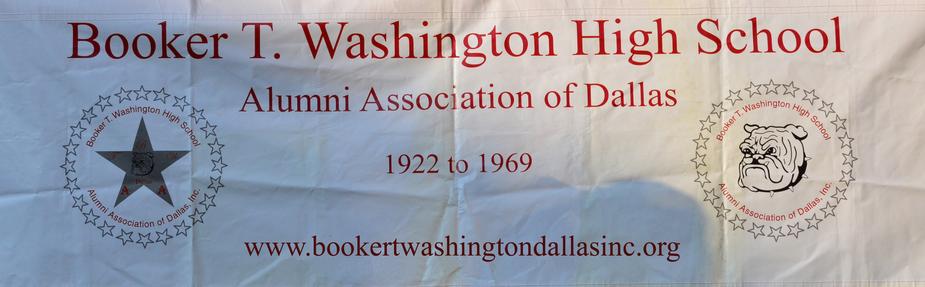 Booker T. Washington High School
Alumni Association of Dallas
1922 to 1969
www.bookertwashingtondallasinc.org
Booker T. Washington High School
Alumni Association of Dallas, Inc.
Booker T. Washington High School
Alumni Association of Dallas, Inc.